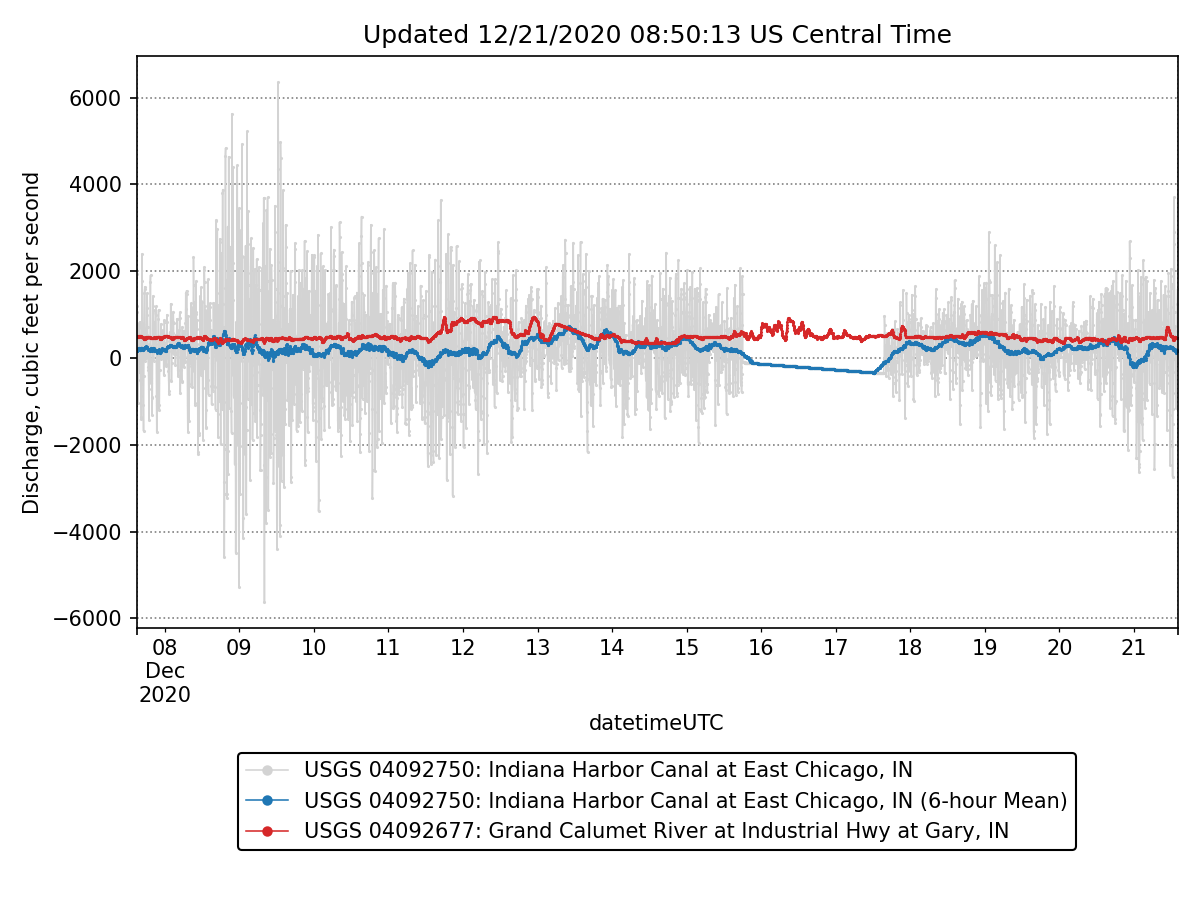 Updated 12/21/2020 08:50:13 US Central Time
Discharge, cubic feet per second
6000
4000
2000
0
−2000
−4000
−6000
08 09 10 11 12 13 14 15 16 17 18 19 20 21
Dec
2020
datetimeUTC
USGS 04092750: Indiana Harbor Canal at East Chicago, IN
USGS 04092750: Indiana Harbor Canal at East Chicago, IN (6-hour Mean)
USGS 04092677: Grand Calumet River at Industrial Hwy at Gary, IN